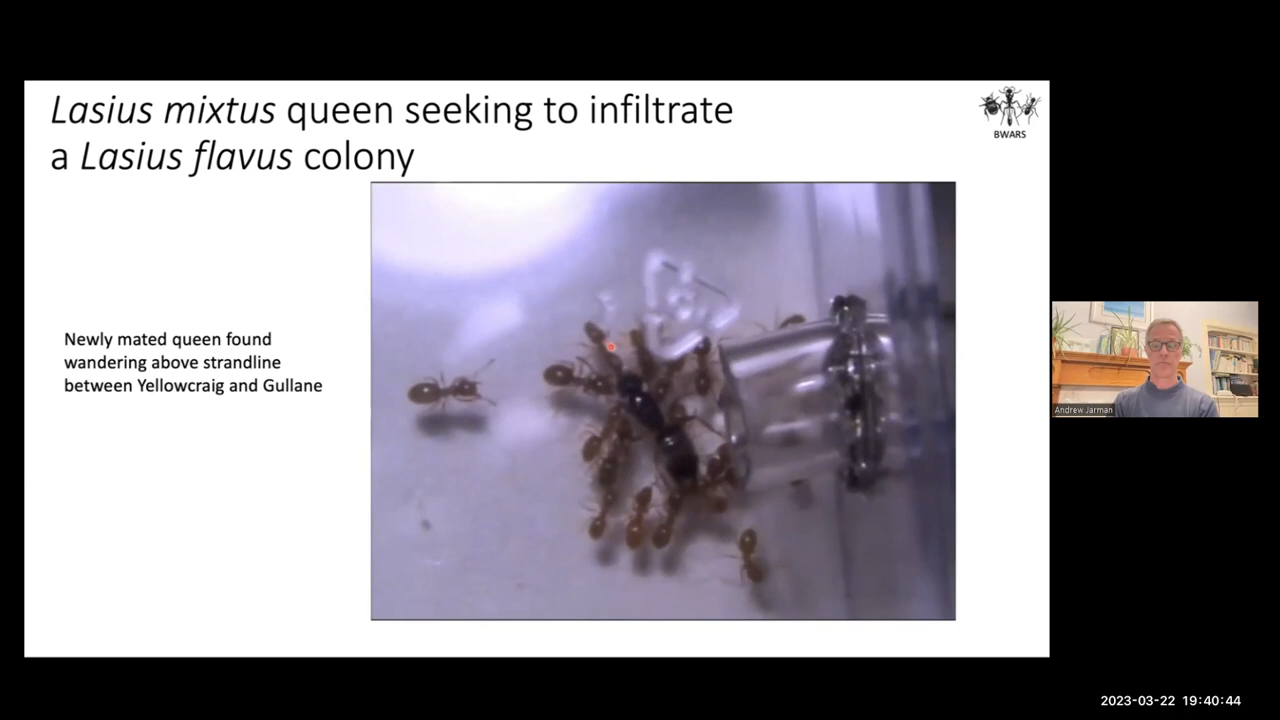 Lasius mixtus queen seeking to infiltrate
a Lasius flavus colony
BWARS
Newly mated queen found
wandering above strandline
between Yellowcraig and Gullane
Andrew Jarman
2023-03-22 19:40:44